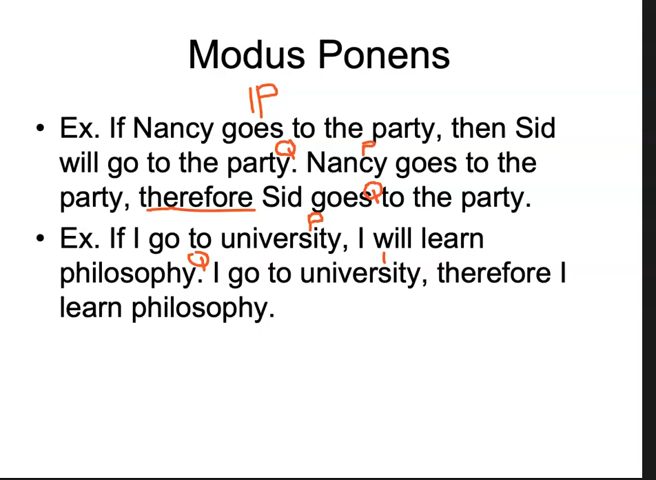 Modus Ponens
P
• Ex. If Nancy goes to the party, then Sid
Q P
will go to the party. Nancy goes to the
Q
party, therefore Sid goes to the party.
P
• Ex. If I go to university, I will learn
Q
philosophy. I go to university, therefore I
learn philosophy.